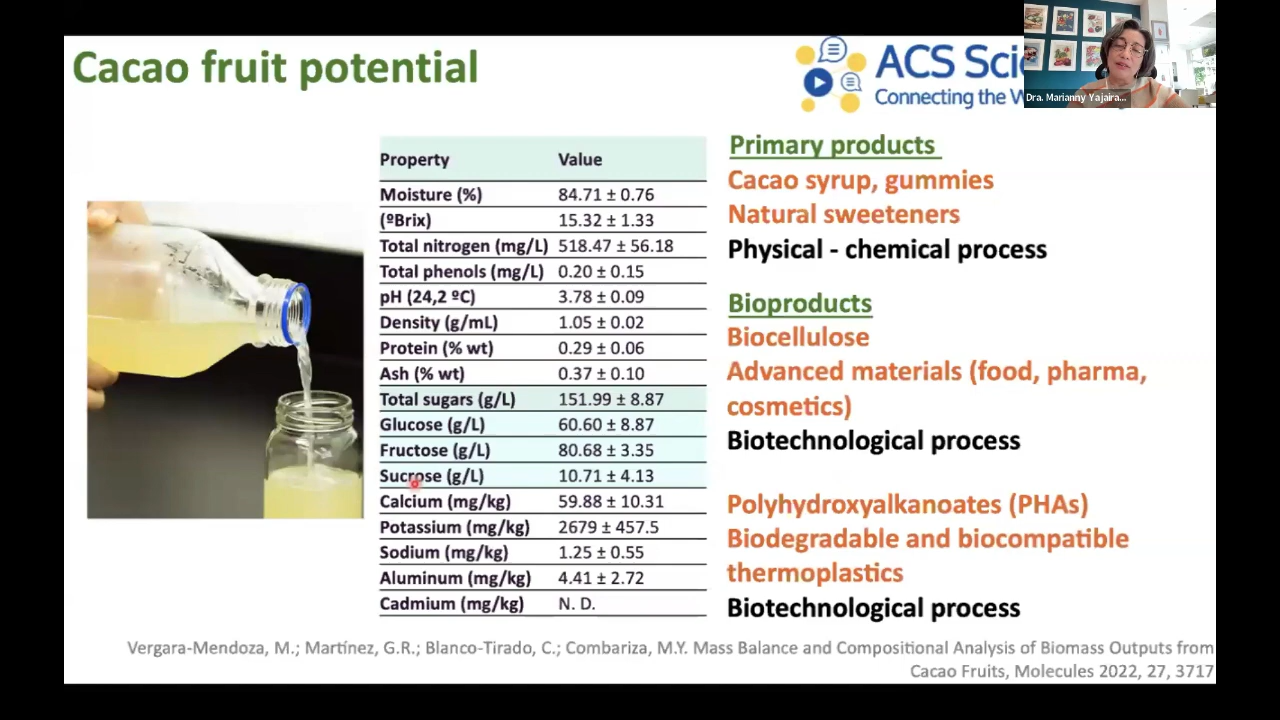 Cacao fruit potential
ACS Sci
Connecting the W
Dra. Marianny Yajaira...
Property Value
Moisture (%) 84.71 ± 0.76
(ºBrix) 15.32 ± 1.33
Total nitrogen (mg/L) 518.47 ± 56.18
Total phenols (mg/L) 0.20 ± 0.15
pH (24,2 ºC) 3.78 ± 0.09
Density (g/mL) 1.05 ± 0.02
Protein (% wt) 0.29 ± 0.06
Ash (% wt) 0.37 ± 0.10
Total sugars (g/L) 151.99 ± 8.87
Glucose (g/L) 60.60 ± 8.87
Fructose (g/L) 80.68 ± 3.35
Sucrose (g/L) 10.71 ± 4.13
Calcium (mg/kg) 59.88 ± 10.31
Potassium (mg/kg) 2679 ± 457.5
Sodium (mg/kg) 1.25 ± 0.55
Aluminum (mg/kg) 4.41 ± 2.72
Cadmium (mg/kg) N. D.
Primary products
Cacao syrup, gummies
Natural sweeteners
Physical - chemical process
Bioproducts
Biocellulose
Advanced materials (food, pharma,
cosmetics)
Biotechnological process
Polyhydroxyalkanoates (PHAs)
Biodegradable and biocompatible
thermoplastics
Biotechnological process
Vergara-Mendoza, M.; Martínez, G.R.; Blanco-Tirado, C.; Combariza, M.Y. Mass Balance and Compositional Analysis of Biomass Outputs from
Cacao Fruits, Molecules 2022, 27, 3717